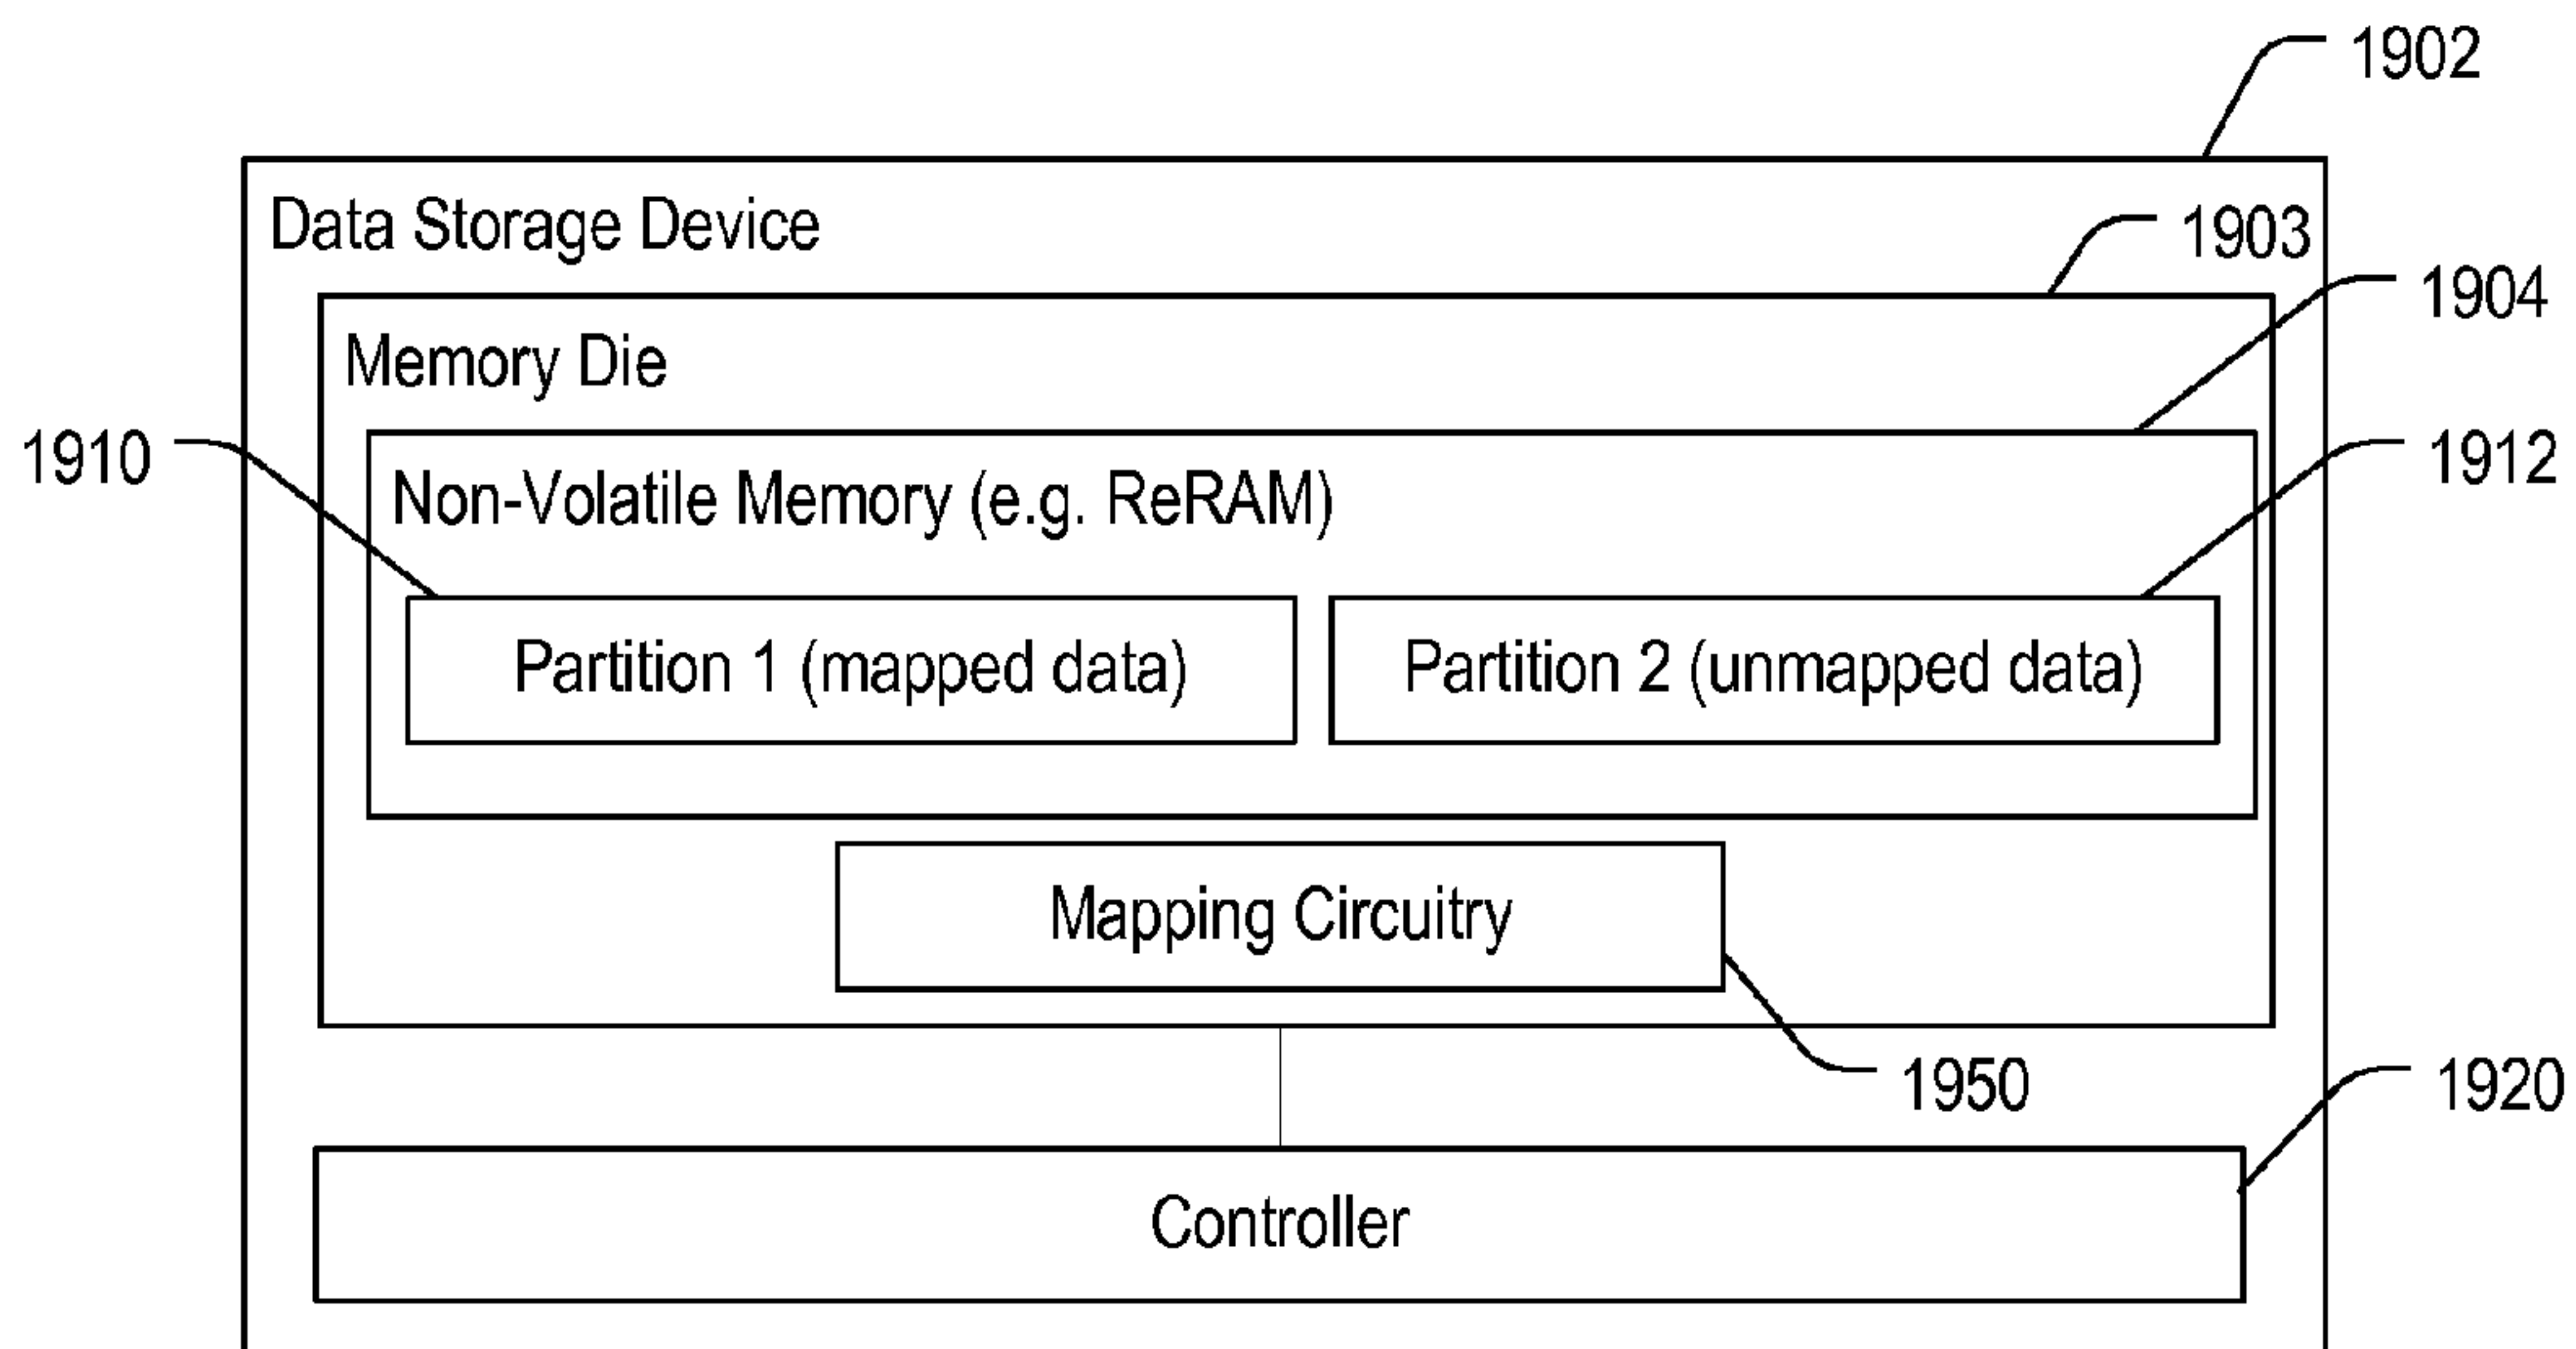 1902
Data Storage Device
1903
1904
Memory Die
1910
1912
Non-Volatile Memory (e.g. ReRAM)
Partition 1 (mapped data)
Partition 2 (unmapped data)
Mapping Circuitry
1950
1920
Controller